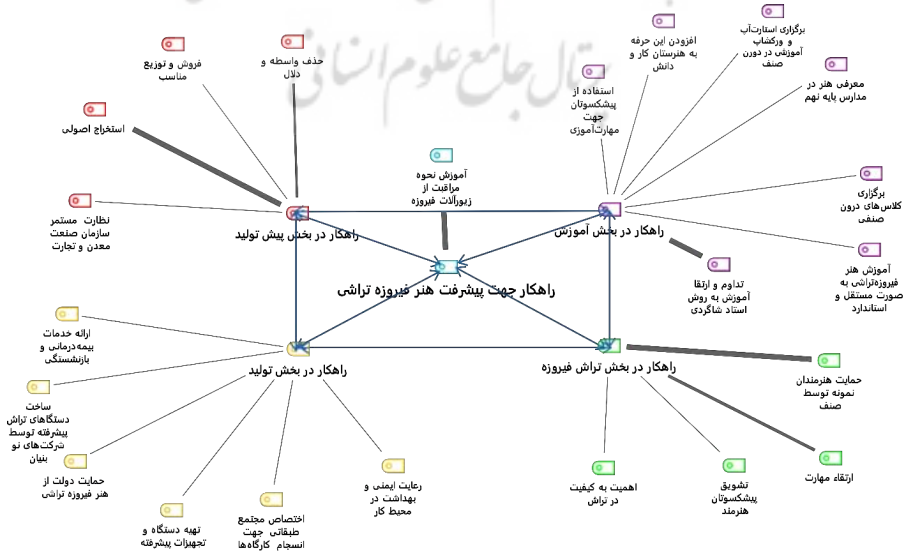 پرتال جامع علوم انسانی
فروش و توزیع
مناسب
حذف واسطه و
دلال
استخراج اصولی
نظارت مستمر
سازمان صنعت
معدن و تجارت
راهکار در بخش پیش تولید
آموزش نحوه
مراقبت از
زیورآلات فیروزه
راهکار جهت پیشرفت هنر فیروزه تراشی
برگزاری استارت‌آپ
و ورکشاپ
آموزشی در دورن
صنف
افزودن این حرفه
به هنرستان کار و
دانش
معرفی هنر در
مدارس پایه نهم
استفاده از
پیشکسوتان
جهت
مهارت‌آموزی
برگزاری
کلاس‌های درون
صنفی
راهکار در بخش آموزش
آموزش هنر
فیروزه‌تراشی به
صورت مستقل و
استاندارد
تداوم و ارتقا
آموزش به روش
استاد شاگردی
راهکار در بخش تولید
ارائه خدمات
بیمه‌درمانی و
بازنشستگی
ساخت
دستگاهای تراش
پیشرفته توسط
شرکت‌های نو
بنیان
حمایت دولت از
هنر فیروزه تراشی
تهیه دستگاه و
تجهیزات پیشرفته
اختصاص مجتمع
طبقاتی جهت
انسجام کارگاه‌ها
رعایت ایمنی و
بهداشت در
محیط کار
راهکار در بخش تراش فیروزه
حمایت هنرمندان
نمونه توسط
صنف
ارتقاء مهارت
تشویق
پیشکسوتان
هنرمند
اهمیت به کیفیت
در تراش